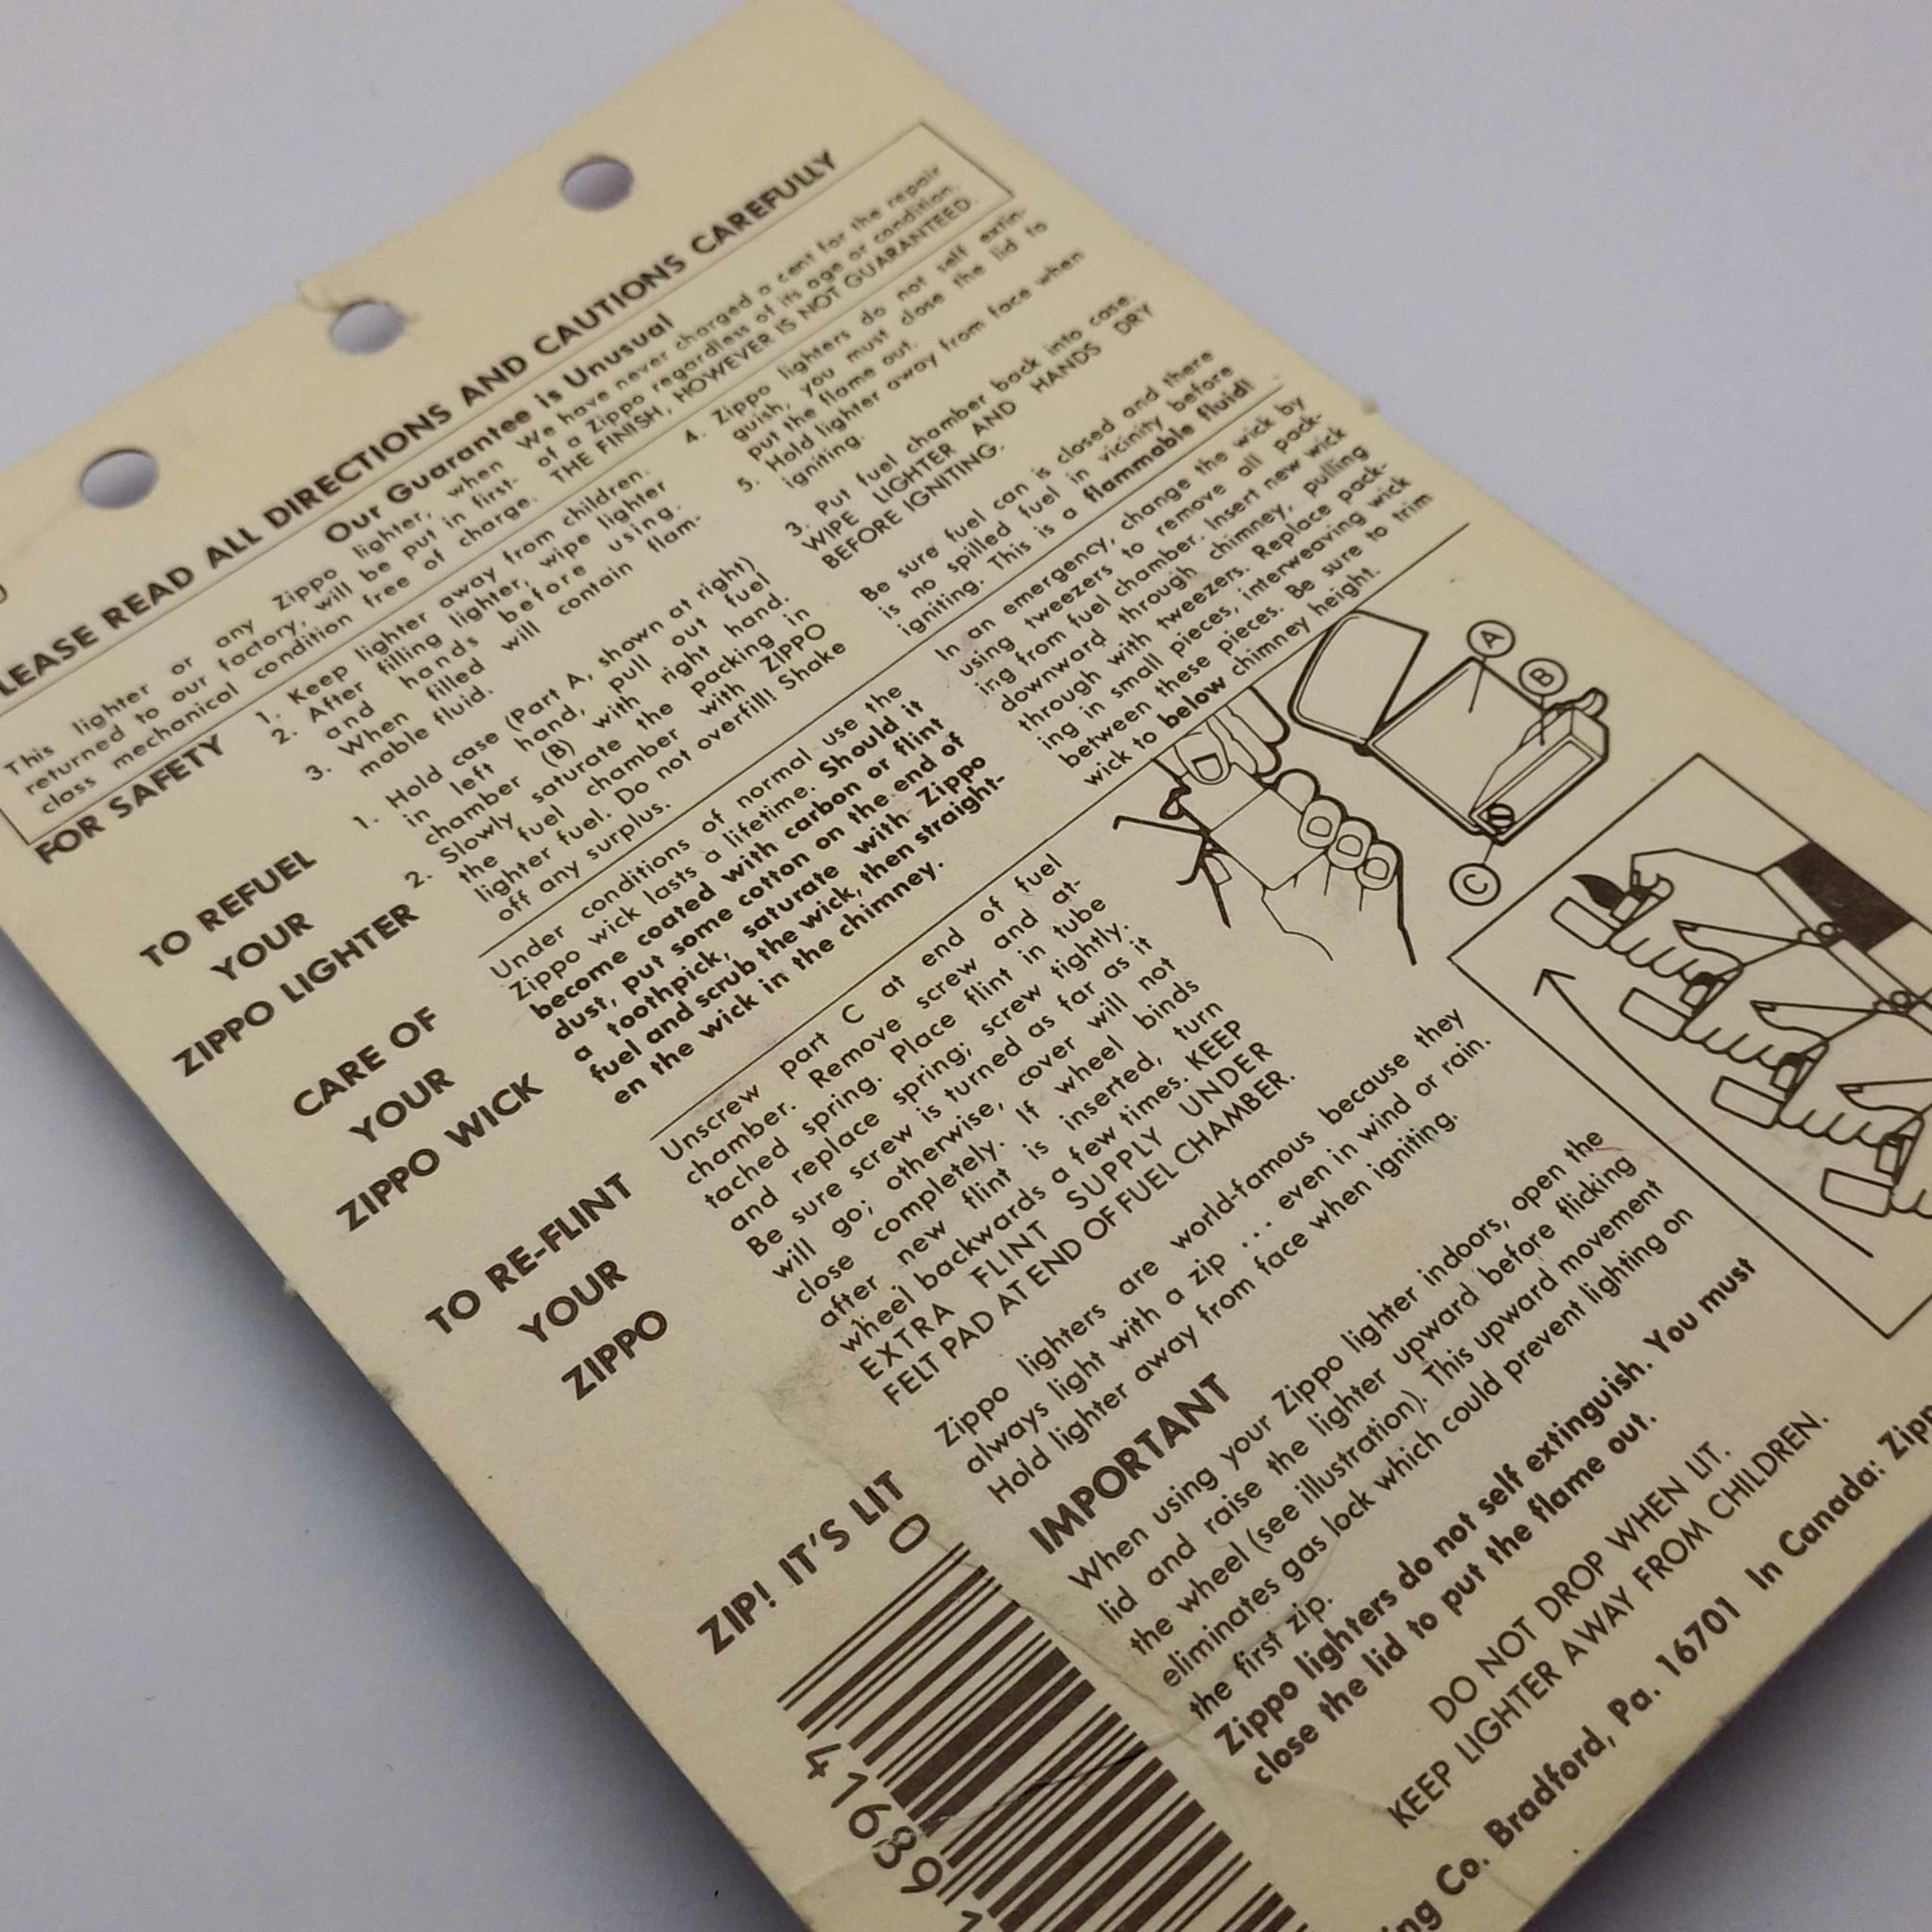 LEASE READ ALL DIRECTIONS AND CAUTIONS CAREFULLY
Our Guarantee is Unusual
This lighter or any Zippo lighter, when
returned to our factory, will be put in first-
class mechanical condition free of charge.
We have never charged a cent for the repair
of a Zippo regardless of its age or condition.
THE FINISH, HOWEVER IS NOT GUARANTEED.
FOR SAFETY
1. Keep lighter away from children.
2. After filling lighter, wipe lighter
and hands before using.
3. When filled will contain flam-
mable fluid.
4. Zippo lighters do not self extin-
guish, you must close the lid to
put the flame out.
5. Hold lighter away from face when
igniting.
TO REFUEL
YOUR
ZIPPO LIGHTER
1. Hold case (Part A, shown at right)
in left hand, pull out fuel
chamber (B) with right hand.
2. Slowly saturate the packing in
the fuel chamber with ZIPPO
lighter fuel. Do not overfill! Shake
off any surplus.
3. Put fuel chamber back into case.
WIPE LIGHTER AND HANDS DRY
BEFORE IGNITING.
Be sure fuel can is closed and there
is no spilled fuel in vicinity before
igniting. This is a flammable fluid!
CARE OF
YOUR
ZIPPO WICK
Under conditions of normal use the
Zippo wick lasts a lifetime. Should it
become coated with carbon or flint
dust, put some cotton on the end of
a toothpick, saturate with Zippo
fuel and scrub the wick, then straight-
en the wick in the chimney.
In an emergency, change the wick by
using tweezers to remove all pack-
ing from fuel chamber. Insert new wick
downward through chimney, pulling
through with tweezers. Replace pack-
ing in small pieces, interweaving wick
between these pieces. Be sure to trim
wick to below chimney height.
TO RE-FLINT
YOUR
ZIPPO
Unscrew part C at end of fuel
chamber. Remove screw and at-
tached spring. Place flint in tube
and replace spring; screw tightly.
Be sure screw is turned as far as it
will go; otherwise, cover will not
close completely. If wheel binds
after new flint is inserted, turn
wheel backwards a few times. KEEP
EXTRA FLINT SUPPLY UNDER
FELT PAD AT END OF FUEL CHAMBER.
A
B
C
ZIP! IT'S LIT
Zippo lighters are world-famous because they
always light with a zip ... even in wind or rain.
Hold lighter away from face when igniting.
IMPORTANT
When using your Zippo lighter indoors, open the
lid and raise the lighter upward before flicking
the wheel (see illustration). This upward movement
eliminates gas lock which could prevent lighting on
the first zip.
Zippo lighters do not self extinguish. You must
close the lid to put the flame out.
DO NOT DROP WHEN LIT.
KEEP LIGHTER AWAY FROM CHILDREN.
ing Co. Bradford, Pa. 16701 In Canada: Zipp
0
41689
1